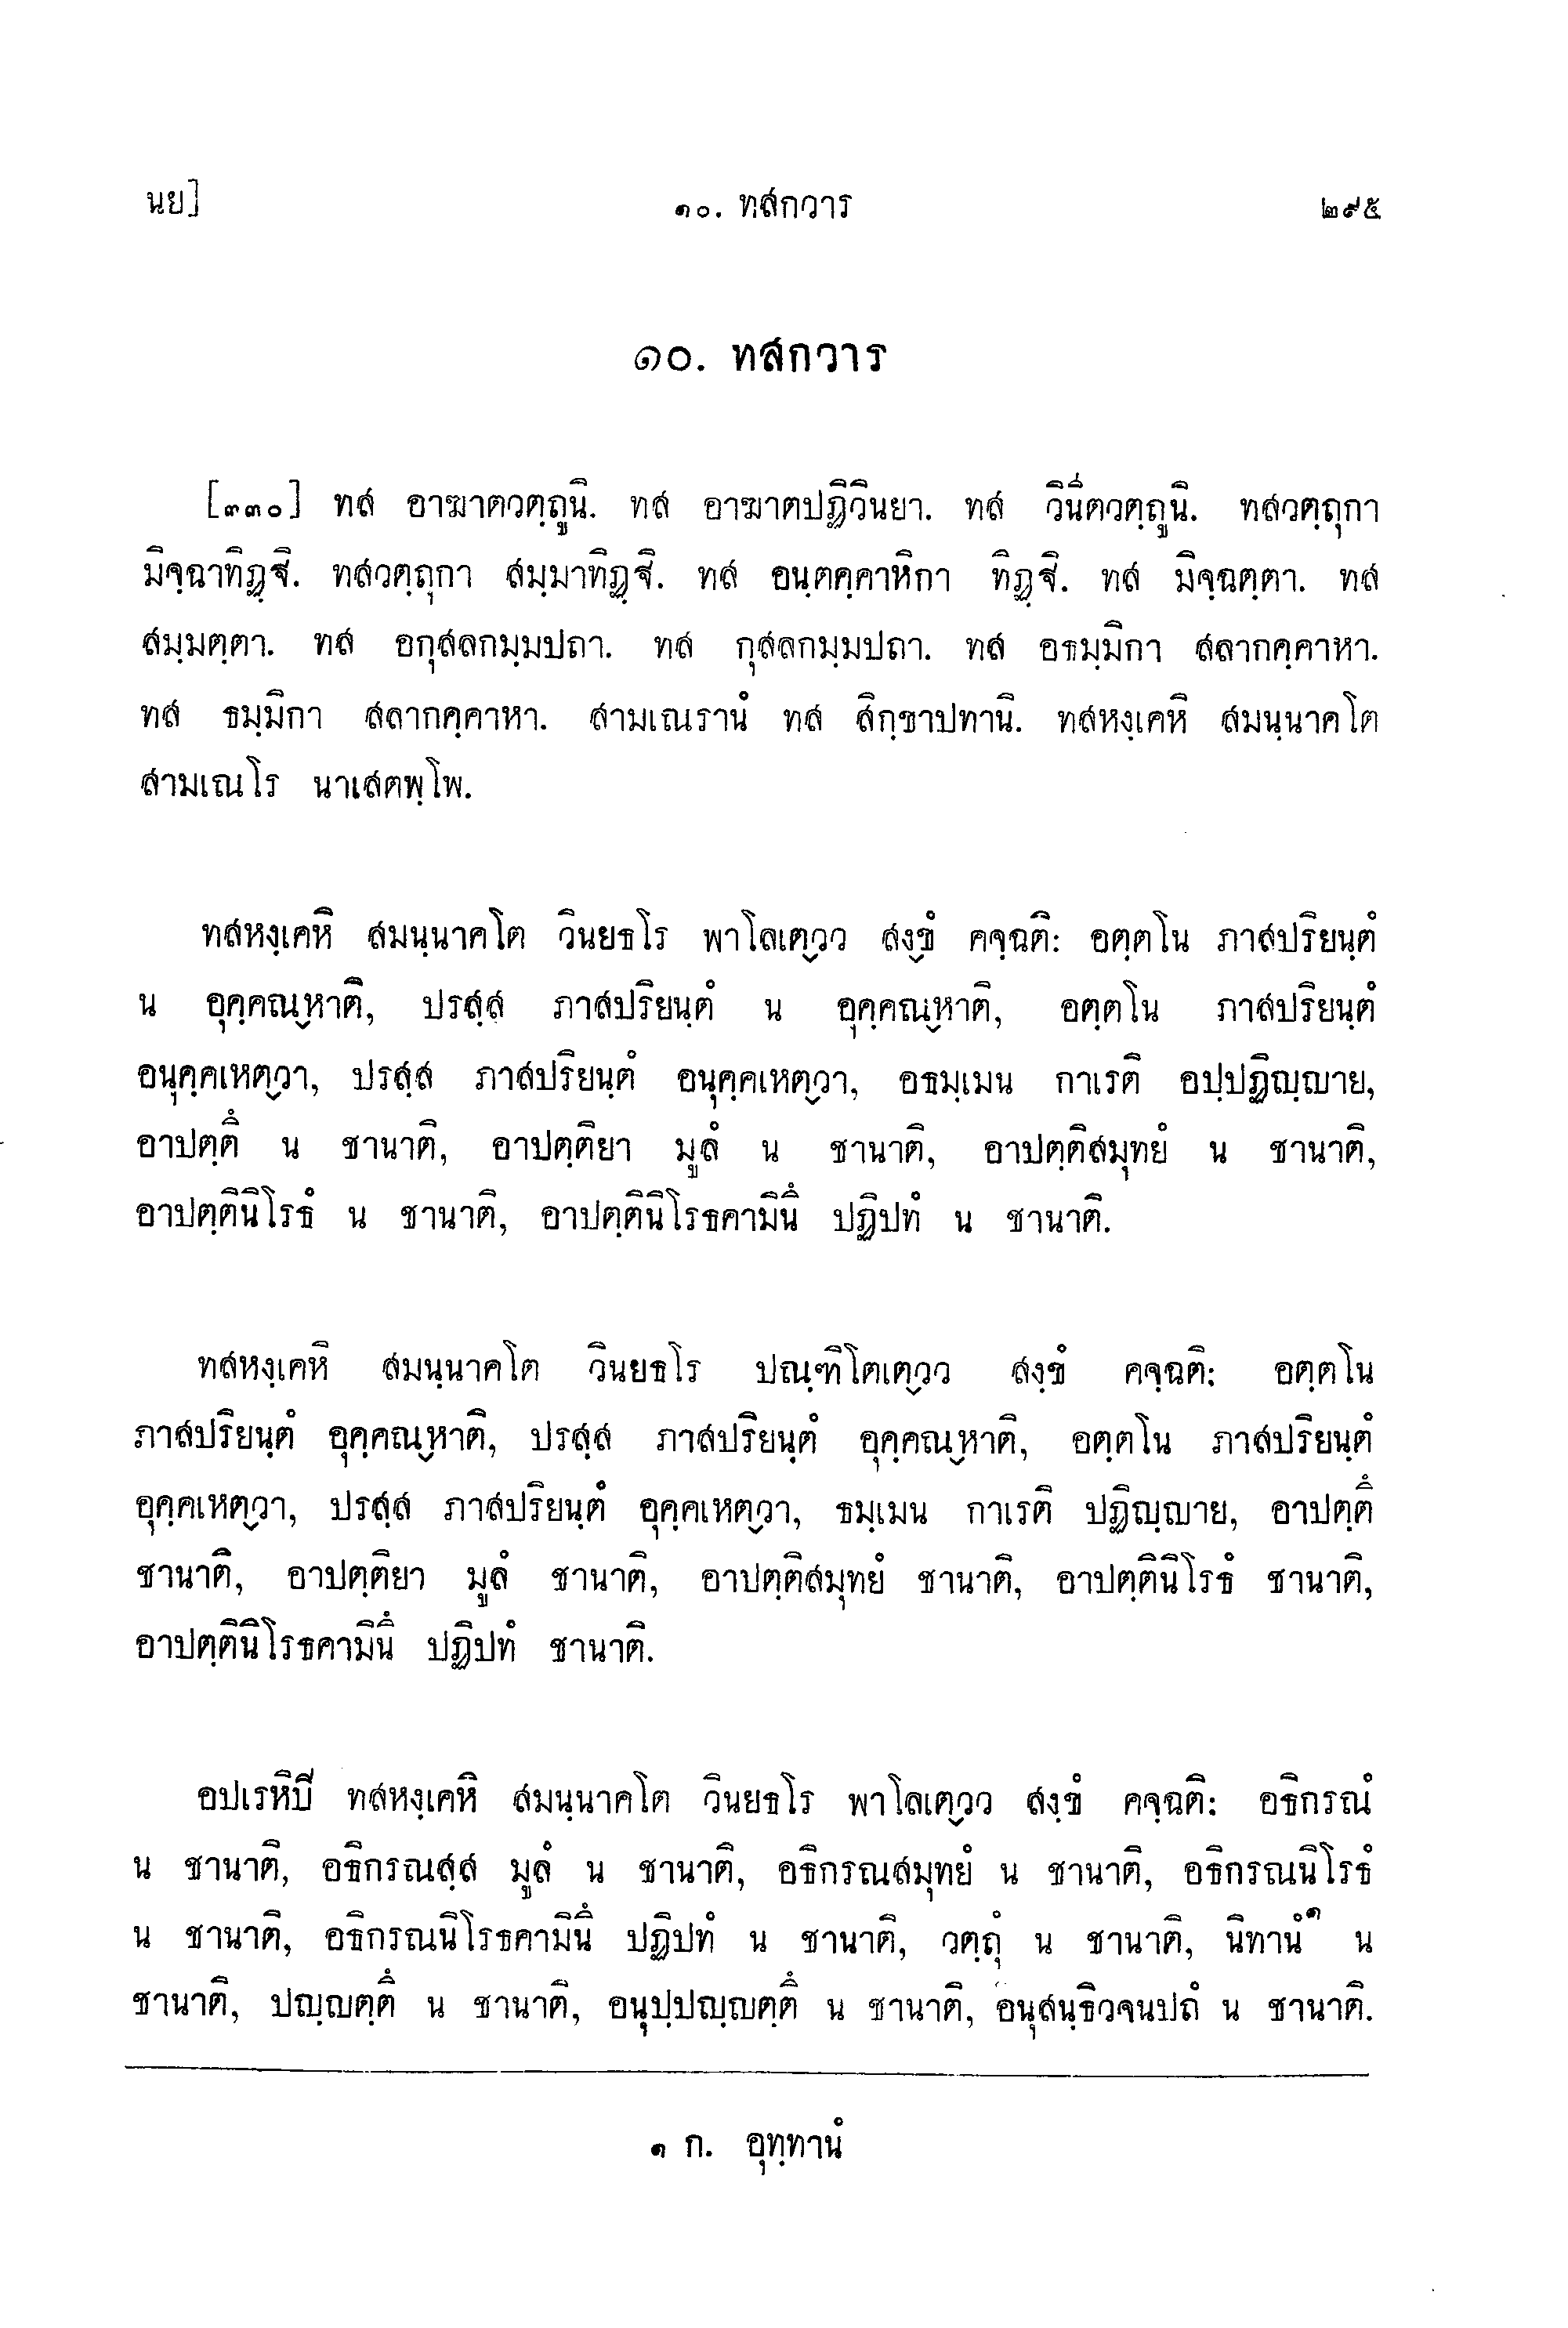 นย] ๑๐. ทสกวาร ๒๙๕
๑๐. ทสกวาร
[๓๓๐] ทส อาฆาตวตฺถูนิ. ทส อาฆาตปฏิวินยา. ทส วินีตวตฺถูนิ. ทสวตฺถุกา
มิจฺฉาทิฏฺฐิ. ทสวตฺถุกา สมฺมาทิฏฺฐิ. ทส อนฺตคฺคาหิกา ทิฏฺฐิ. ทส มิจฺฉตฺตา. ทส
สมฺมตฺตา. ทส อกุสลกมฺมปถา. ทส กุสลกมฺมปถา. ทส อธมฺมิกา สลากคฺคาหา.
ทส ธมฺมิกา สลากคฺคาหา. สามเณรานํ ทส สิกฺขาปทานิ. ทสหงฺเคหิ สมนฺนาคโต
สามเณโร นาเสตพฺโพ.
ทสหงฺเคหิ สมนฺนาคโต วินยธโร พาโลเตฺวว สงฺขํ คจฺฉติ: อตฺตโน ภาสปริยนฺตํ
น อุคฺคณฺหาติ, ปรสฺส ภาสปริยนฺตํ น อุคฺคณฺหาติ, อตฺตโน ภาสปริยนฺตํ
อนุคฺคเหตฺวา, ปรสฺส ภาสปริยนฺตํ อนุคฺคเหตฺวา, อธมฺเมน กาเรติ อปฺปฏิญฺญาย,
อาปตฺตึ น ชานาติ, อาปตฺติยา มูลํ น ชานาติ, อาปตฺติสมุทยํ น ชานาติ,
อาปตฺตินิโรธํ น ชานาติ, อาปตฺตินิโรธคามินึ ปฏิปทํ น ชานาติ.
ทสหงฺเคหิ สมนฺนาคโต วินยธโร ปณฺฑิโตเตฺวว สงฺขํ คจฺฉติ: อตฺตโน
ภาสปริยนฺตํ อุคฺคณฺหาติ, ปรสฺส ภาสปริยนฺตํ อุคฺคณฺหาติ, อตฺตโน ภาสปริยนฺตํ
อุคฺคเหตฺวา, ปรสฺส ภาสปริยนฺตํ อุคฺคเหตฺวา, ธมฺเมน กาเรติ ปฏิญฺญาย, อาปตฺตึ
ชานาติ, อาปตฺติยา มูลํ ชานาติ, อาปตฺติสมุทยํ ชานาติ, อาปตฺตินิโรธํ ชานาติ,
อาปตฺตินิโรธคามินึ ปฏิปทํ ชานาติ.
อปเรหิปี ทสหงฺเคหิ สมนฺนาคโต วินยธโร พาโลเตฺวว สงฺขํ คจฺฉติ: อธิกรณํ
น ชานาติ, อธิกรณสฺส มูลํ น ชานาติ, อธิกรณสมุทยํ น ชานาติ, อธิกรณนิโรธํ
น ชานาติ, อธิกรณนิโรธคามินึ ปฏิปทํ น ชานาติ, วตฺถุํ น ชานาติ, นิทานํ๑ น
ชานาติ, ปญฺญตฺตึ น ชานาติ, อนุปฺปญฺญตฺตึ น ชานาติ, อนุสนฺธิวจนปถํ น ชานาติ.
๑ ก. อุทฺทานํ